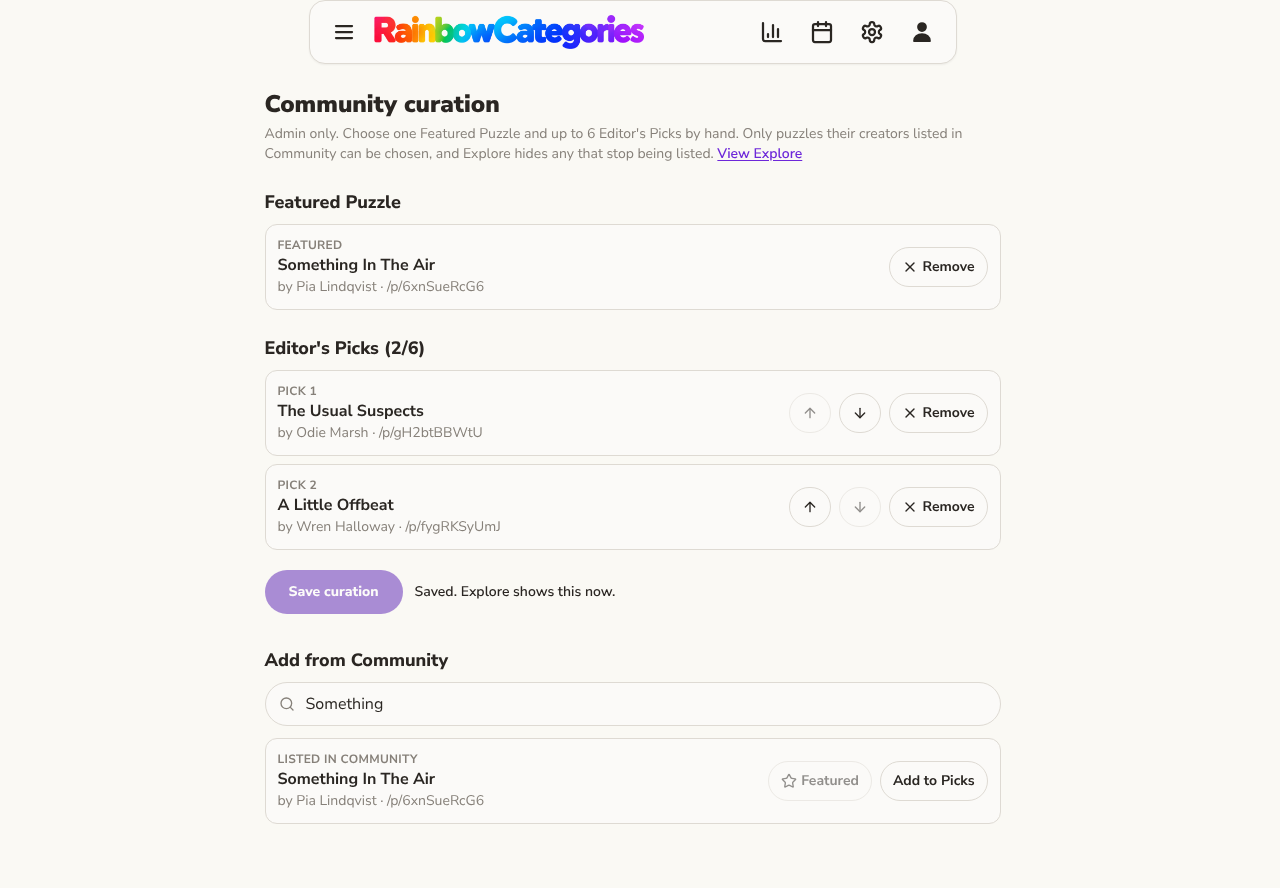 RainbowCategories
Community curation
Admin only. Choose one Featured Puzzle and up to 6 Editor's Picks by hand. Only puzzles their creators listed in
Community can be chosen, and Explore hides any that stop being listed. View Explore
Featured Puzzle
FEATURED
Something In The Air
by Pia Lindqvist · /p/6xnSueRcG6
Remove
Editor's Picks (2/6)
PICK 1
The Usual Suspects
by Odie Marsh · /p/gH2btBBWtU
Remove
PICK 2
A Little Offbeat
by Wren Halloway · /p/fygRKSyUmJ
Remove
Save curation
Saved. Explore shows this now.
Add from Community
Something
LISTED IN COMMUNITY
Something In The Air
by Pia Lindqvist · /p/6xnSueRcG6
Featured
Add to Picks